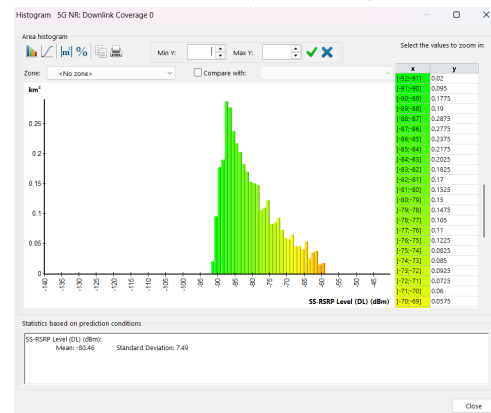 Histogram 5G NR: Downlink Coverage 0
Area histogram
m² % Min Y: Max Y:
Select the values to zoom in:
Zone: <No zone> Compare with:
km²
0.25
0.2
0.15
0.1
0.05
0
-140 -135 -130 -125 -120 -115 -110 -105 -100 -95 -90 -85 -80 -75 -70 -65 -60 -55 -50 -45
SS-RSRP Level (DL) (dBm)
x y
[-92;-91] 0.02
[-91;-90] 0.095
[-90;-89] 0.1775
[-89;-88] 0.19
[-88;-87] 0.2875
[-87;-86] 0.2775
[-86;-85] 0.2375
[-85;-84] 0.2175
[-84;-83] 0.2025
[-83;-82] 0.1825
[-82;-81] 0.17
[-81;-80] 0.1525
[-80;-79] 0.15
[-79;-78] 0.1475
[-78;-77] 0.105
[-77;-76] 0.11
[-76;-75] 0.1225
[-75;-74] 0.0825
[-74;-73] 0.085
[-73;-72] 0.0925
[-72;-71] 0.0725
[-71;-70] 0.06
[-70;-69] 0.0575
Statistics based on prediction conditions
SS-RSRP Level (DL) (dBm):
Mean: -80.46 Standard Deviation: 7.49
Close